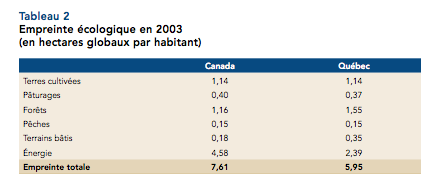 Tableau 2
Empreinte écologique en 2003
(en hectares globaux par habitant)
Canada Québec
Terres cultivées 1,14 1,14
Pâturages 0,40 0,37
Forêts 1,16 1,55
Pêches 0,15 0,15
Terrains bâtis 0,18 0,35
Énergie 4,58 2,39
Empreinte totale 7,61 5,95